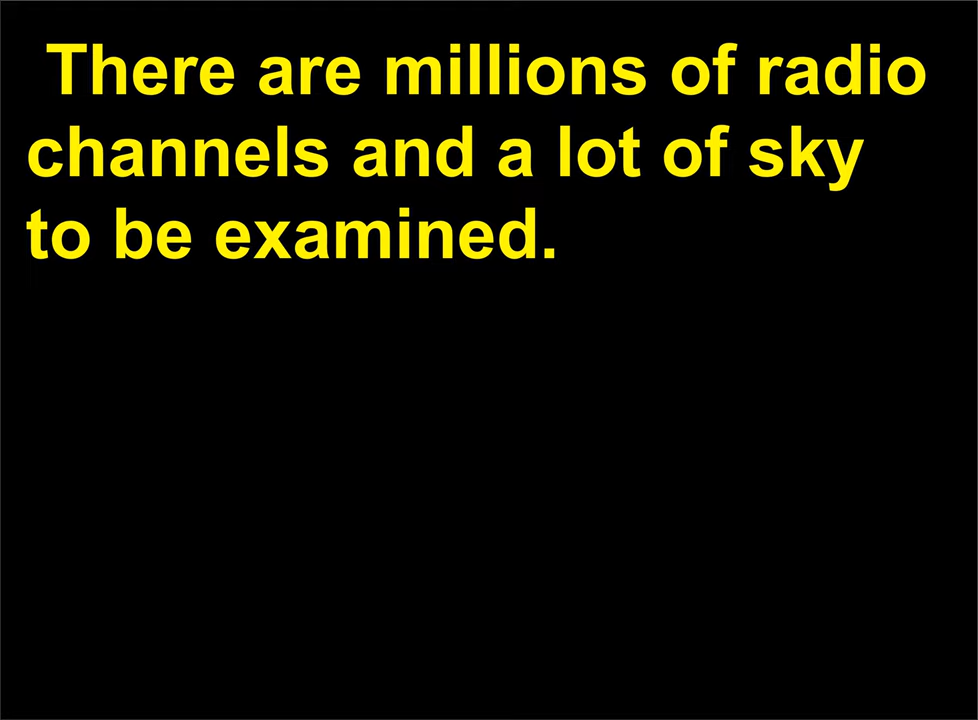 There are millions of radio
channels and a lot of sky
to be examined.